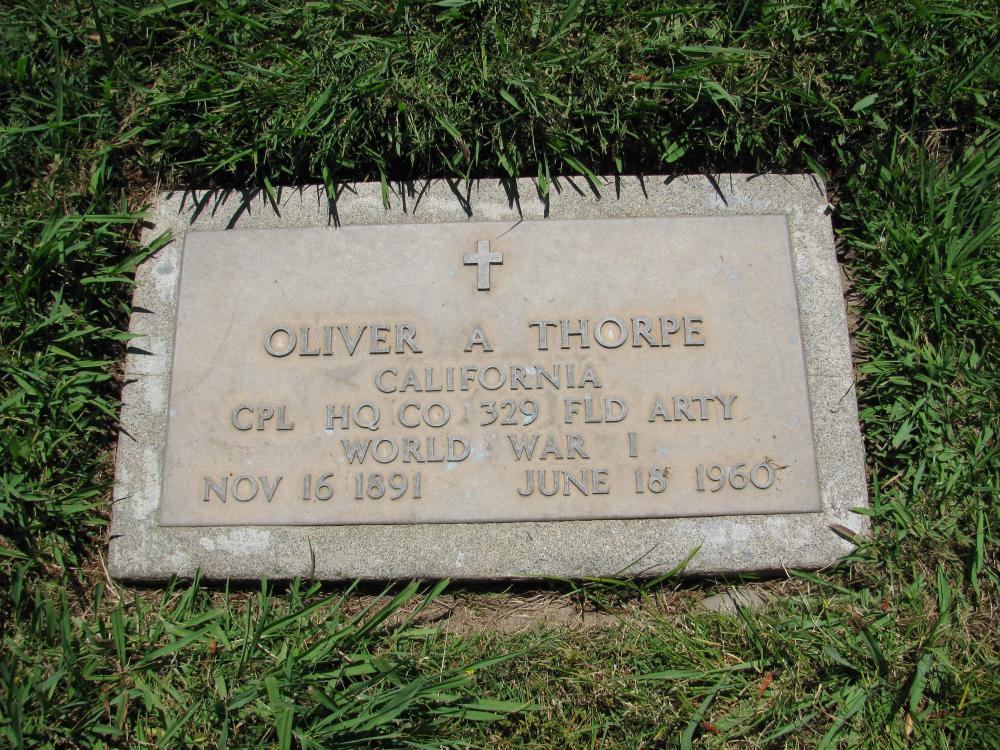 OLIVER A THORPE
CALIFORNIA
CPL HQ CO 329 FLD ARTY
WORLD WAR I
NOV 16 1891 JUNE 18 1960